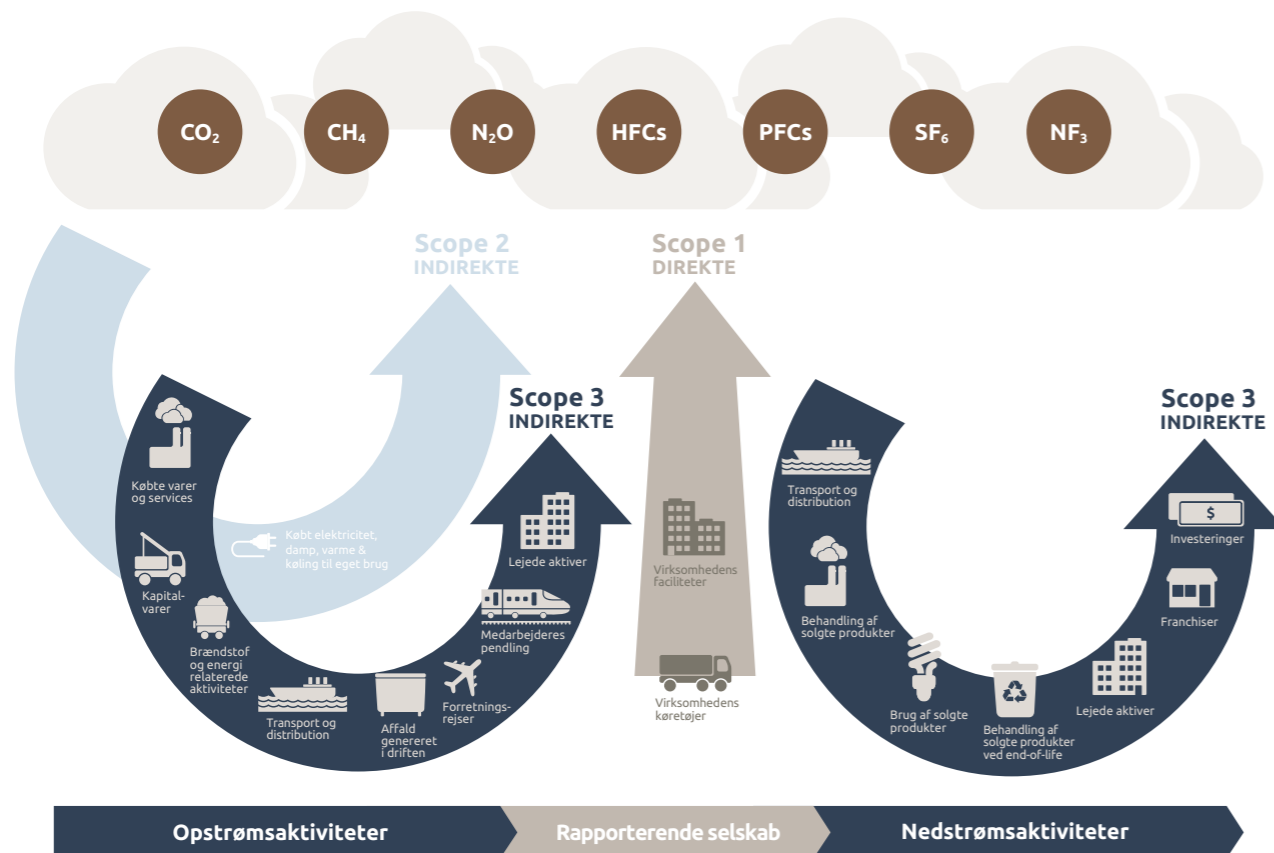 CO₂
CH₄
N₂O
HFCs
PFCs
SF₆
NF₃
Scope 2
INDIREKTE
Scope 1
DIREKTE
Scope 3
INDIREKTE
Scope 3
INDIREKTE
Købt elektricitet,
damp, varme &
køling til eget brug
Købte varer
og services
Kapital-
varer
Brændstof
og energi
relaterede
aktiviteter
Transport og
distribution
Affald
genereret
i driften
Forretnings-
rejser
Medarbejderes
pendling
Lejede aktiver
Virksomhedens
faciliteter
Virksomhedens
køretøjer
Transport og
distribution
Behandling af
solgte produkter
Brug af solgte
produkter
Behandling af
solgte produkter
ved end-of-life
Lejede aktiver
Franchiser
$
Investeringer
Opstrømsaktiviteter
Rapporterende selskab
Nedstrømsaktiviteter